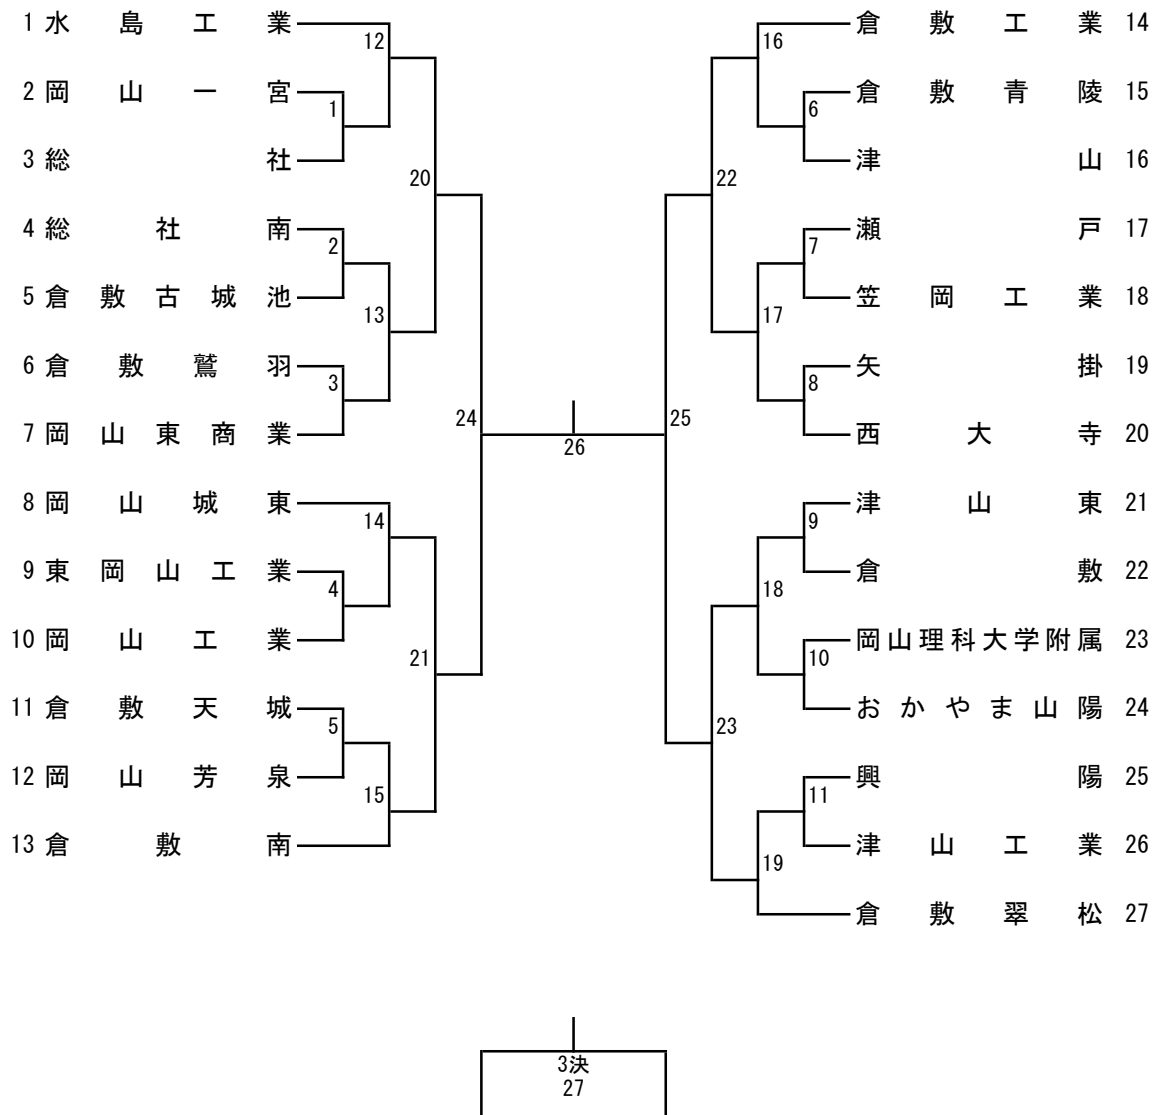 1 水島工業
12
2 岡山一宮
1
3 総社
20
4 総社南
2
5 倉敷古城池
13
6 倉敷鷲羽
3
7 岡山東商業
24
8 岡山城東
14
9 東岡山工業
4
10 岡山工業
21
11 倉敷天城
5
12 岡山芳泉
15
13 倉敷南
26
倉敷工業 14
16
倉敷青陵 15
6
津山 16
22
瀬戸 17
7
笠岡工業 18
17
矢掛 19
8
西大寺 20
25
津山東 21
9
倉敷 22
18
岡山理科大学附属 23
10
おかやま山陽 24
23
興陽 25
11
津山工業 26
19
倉敷翠松 27
3決
27